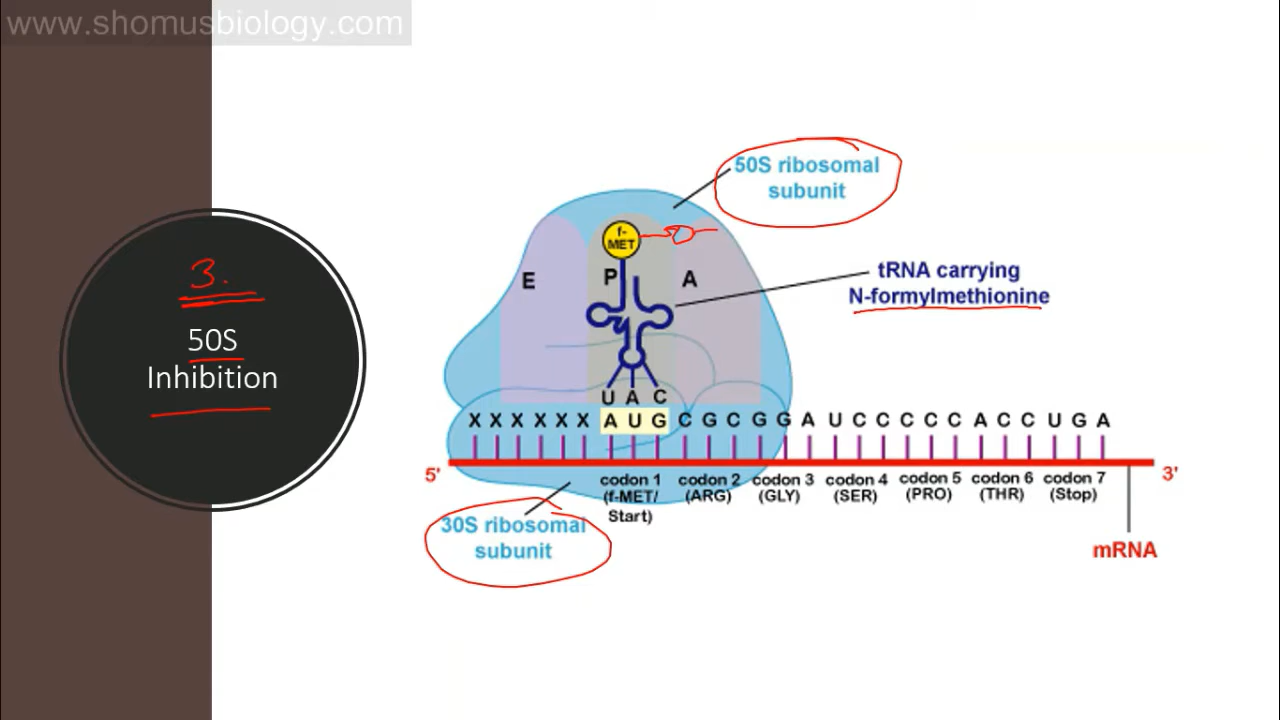 www.shomusbiology.com
3.
50S
Inhibition
50S ribosomal
subunit
f-
MET
E P A
tRNA carrying
N-formylmethionine
U A C
X X X X X X A U G C G C G G A U C C C C C A C C U G A
5' 3'
codon 1 codon 2 codon 3 codon 4 codon 5 codon 6 codon 7
(f-MET/ (ARG) (GLY) (SER) (PRO) (THR) (Stop)
Start)
30S ribosomal
subunit
mRNA